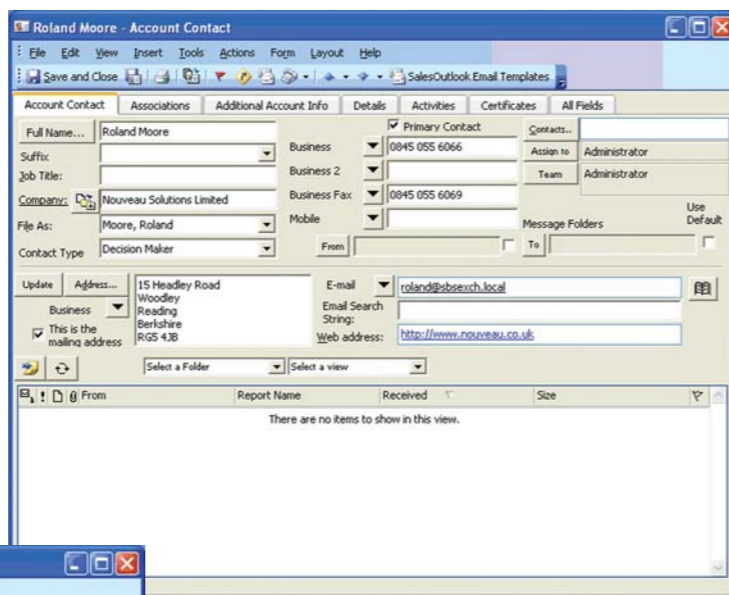 Roland Moore - Account Contact
File Edit View Insert Tools Actions Form Layout Help
Save and Close SalesOutlook Email Templates
Account Contact Associations Additional Account Info Details Activities Certificates All Fields
Full Name... Roland Moore Primary Contact Contacts...
Suffix: Business 0845 055 6066 Assign to Administrator
Job Title: Business 2 Team Administrator
Company: Nouveau Solutions Limited Business Fax 0845 055 6069
File As: Moore, Roland Mobile Message Folders Use Default
Contact Type Decision Maker From To
Update Address... 15 Headley Road E-mail roland@sbsexch.local
Woodley
Business Reading Email Search String:
Berkshire
This is the mailing address RG5 4JB Web address: http://www.nouveau.co.uk
Select a Folder Select a view
! From Report Name Received Size
There are no items to show in this view.